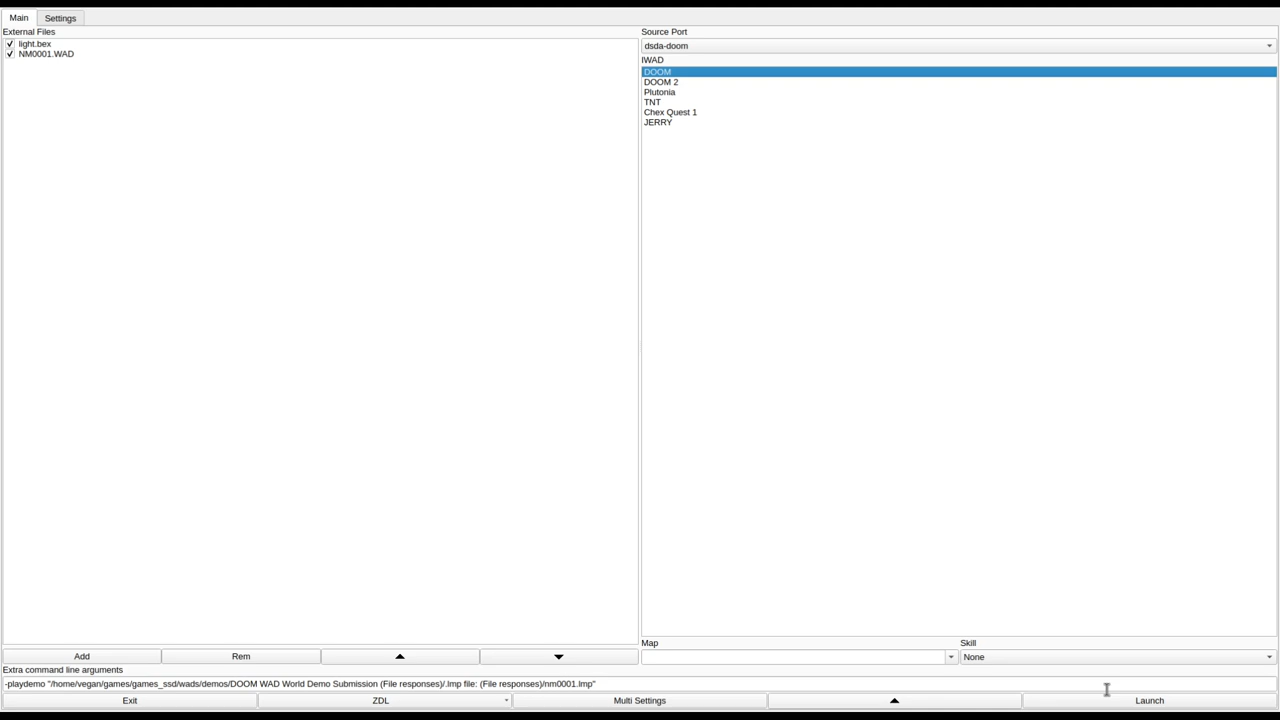 Main Settings
External Files
light.bex
NM0001.WAD
Source Port
dsda-doom
IWAD
DOOM
DOOM 2
Plutonia
TNT
Chex Quest 1
JERRY
Map Skill
None
Add Rem
Extra command line arguments
-playdemo "/home/vegan/games/games_ssd/wads/demos/DOOM WAD World Demo Submission (File responses)/.lmp file: (File responses)/nm0001.lmp"
Exit ZDL Multi Settings Launch